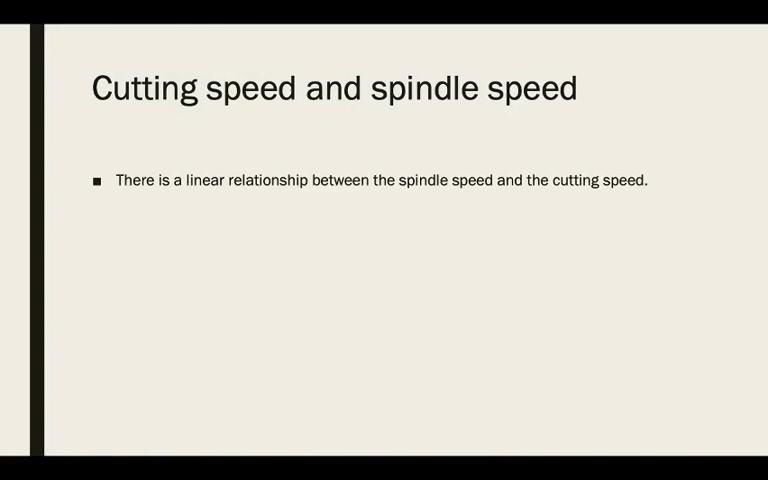 Cutting speed and spindle speed
■ There is a linear relationship between the spindle speed and the cutting speed.